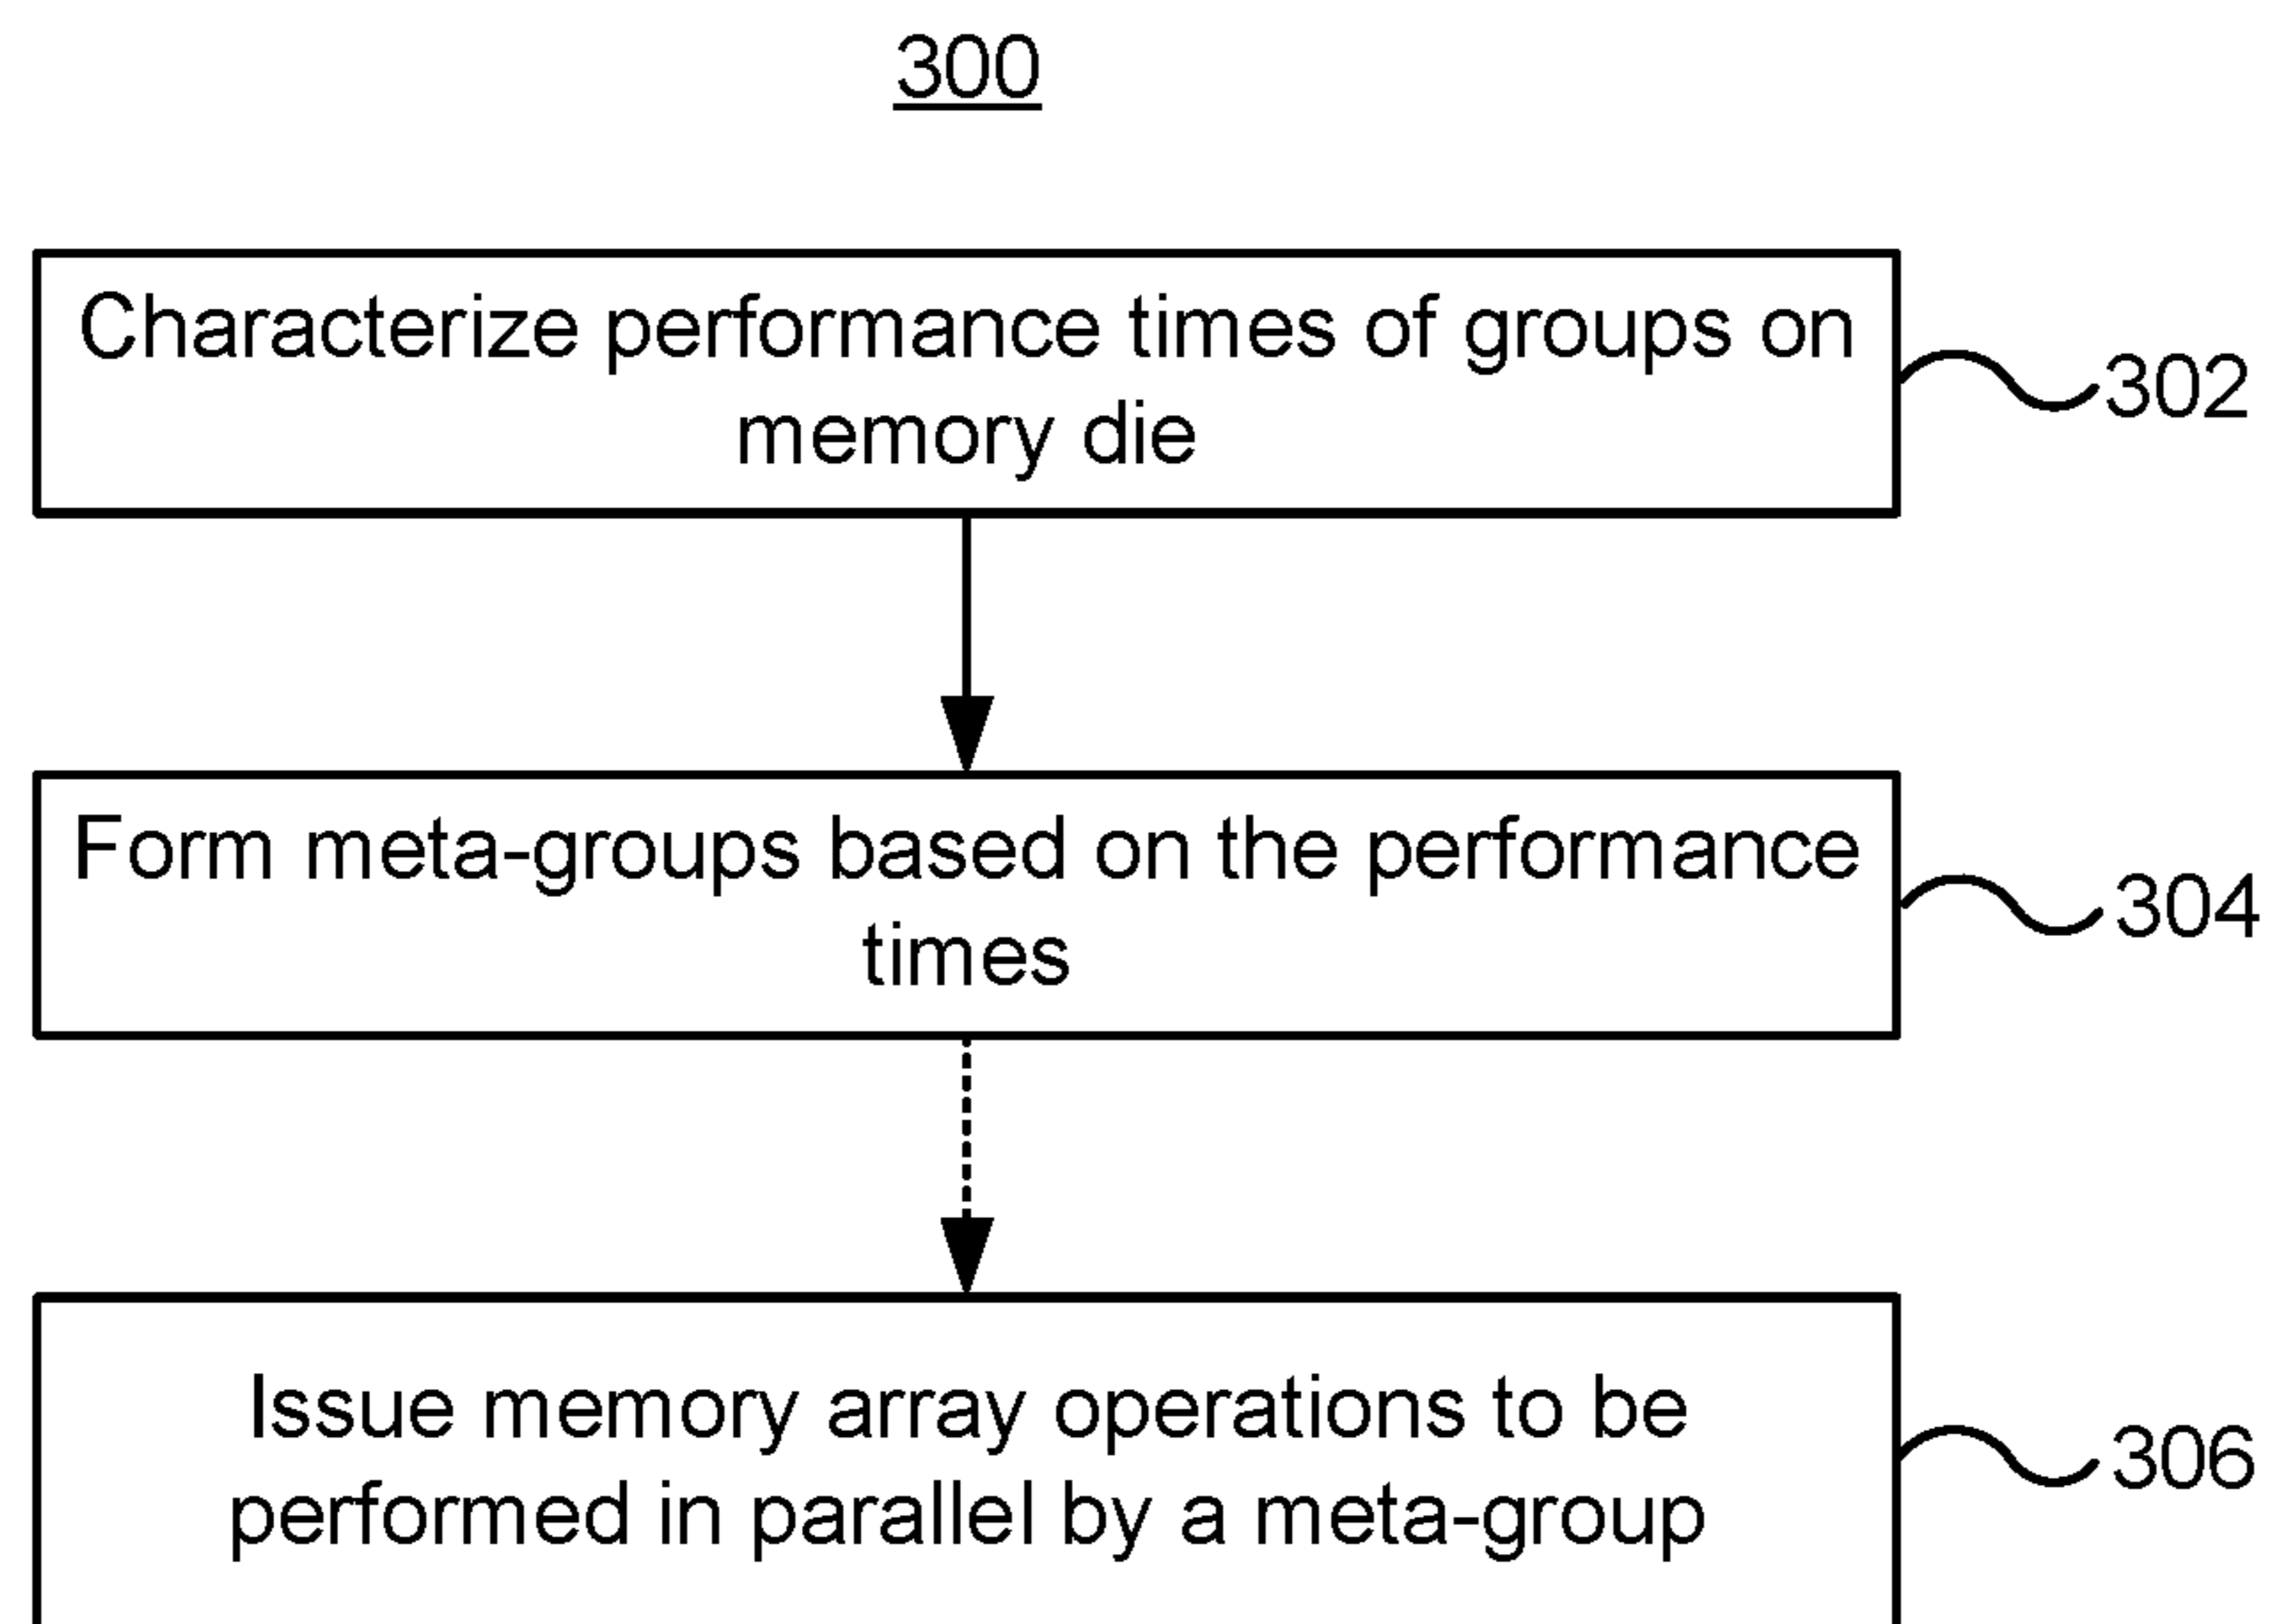 300
Characterize performance times of groups on
memory die
302
Form meta-groups based on the performance
times
304
Issue memory array operations to be
performed in parallel by a meta-group
306